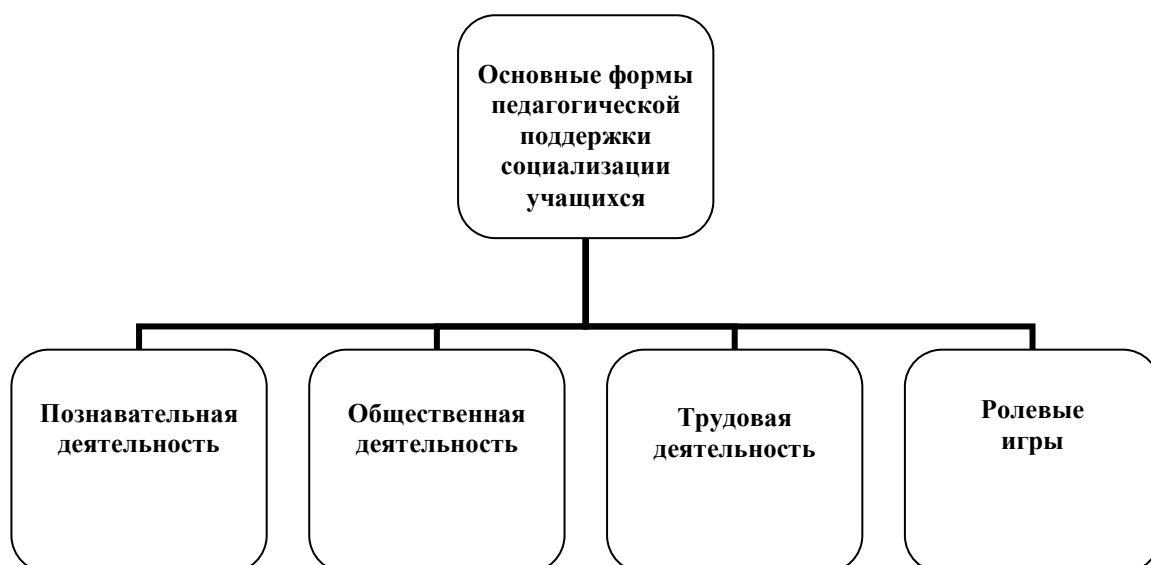 Основные формы
педагогической
поддержки
социализации
учащихся
Познавательная
деятельность
Общественная
деятельность
Трудовая
деятельность
Ролевые
игры